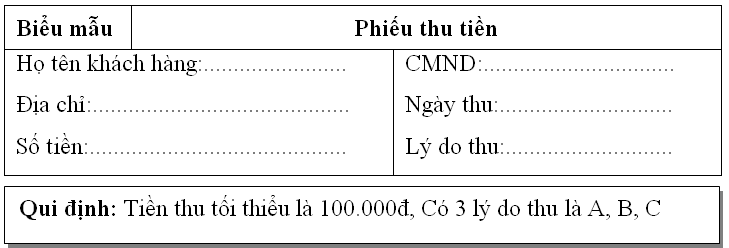 Biểu mẫu Phiếu thu tiền
Họ tên khách hàng:........................ CMND:................................
Địa chỉ:........................................... Ngày thu:.............................
Số tiền:........................................... Lý do thu:............................
Qui định: Tiền thu tối thiểu là 100.000đ, Có 3 lý do thu là A, B, C